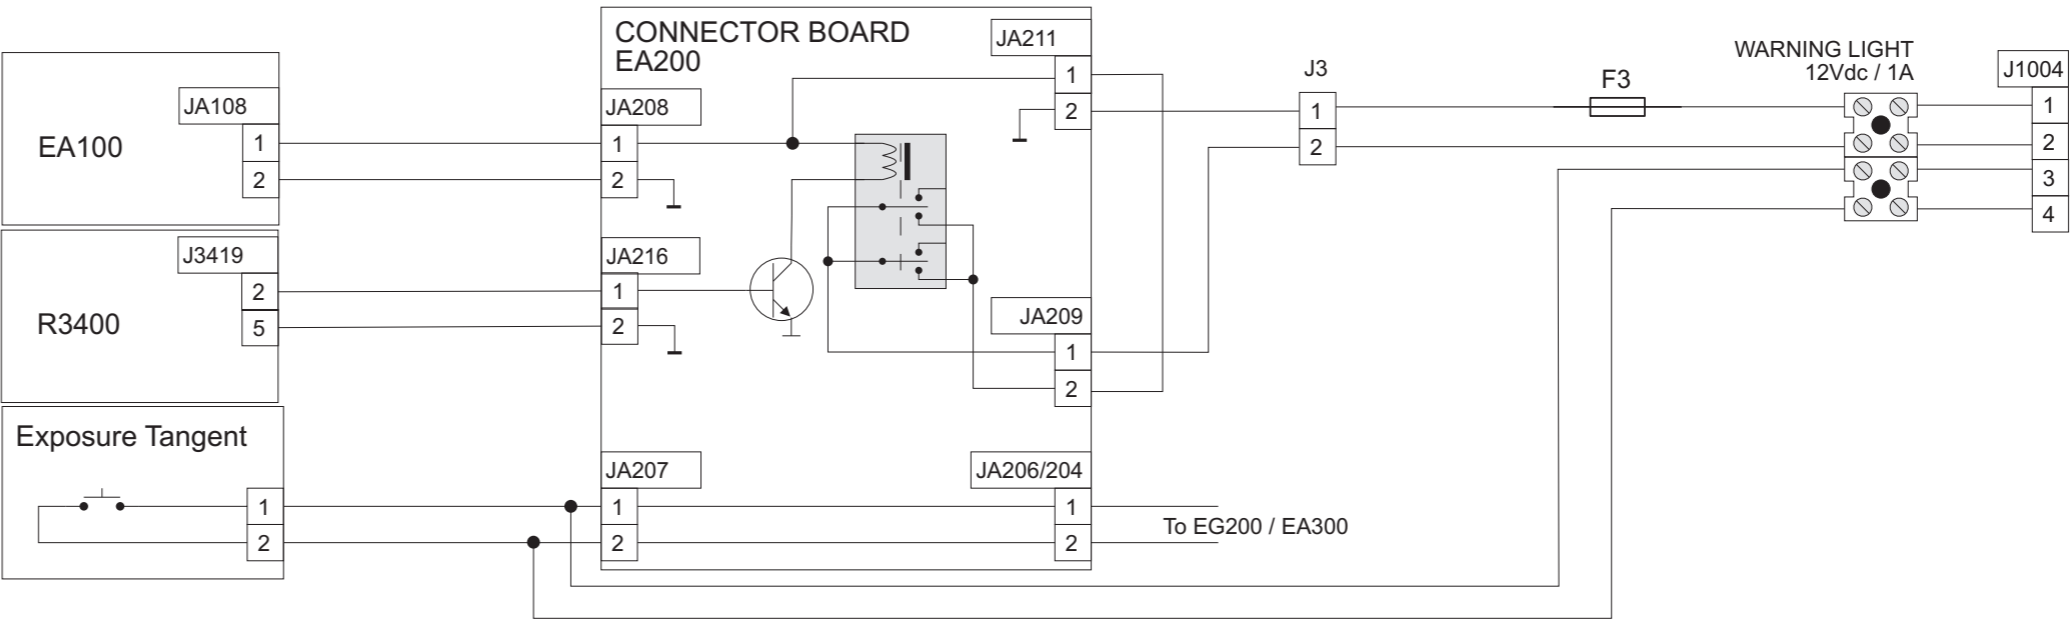 CONNECTOR BOARD
EA200
JA211
1
2
JA108
EA100
1
2
JA208
1
2
J3419
R3400
2
5
JA216
1
2
JA209
1
2
Exposure Tangent
1
2
JA207
1
2
JA206/204
1
2
To EG200 / EA300
J3
1
2
F3
WARNING LIGHT
12Vdc / 1A
J1004
1
2
3
4